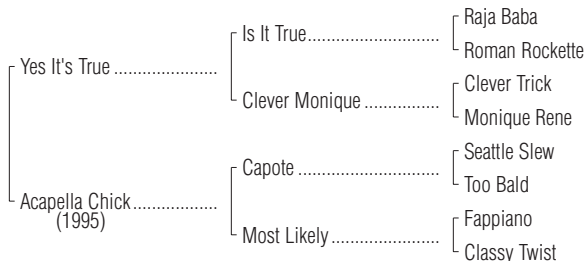 Raja Baba
Is It True
Roman Rockette
Yes It's True
Clever Trick
Clever Monique
Monique Rene
Seattle Slew
Capote
Too Bald
Acapella Chick
(1995)
Fappiano
Most Likely
Classy Twist